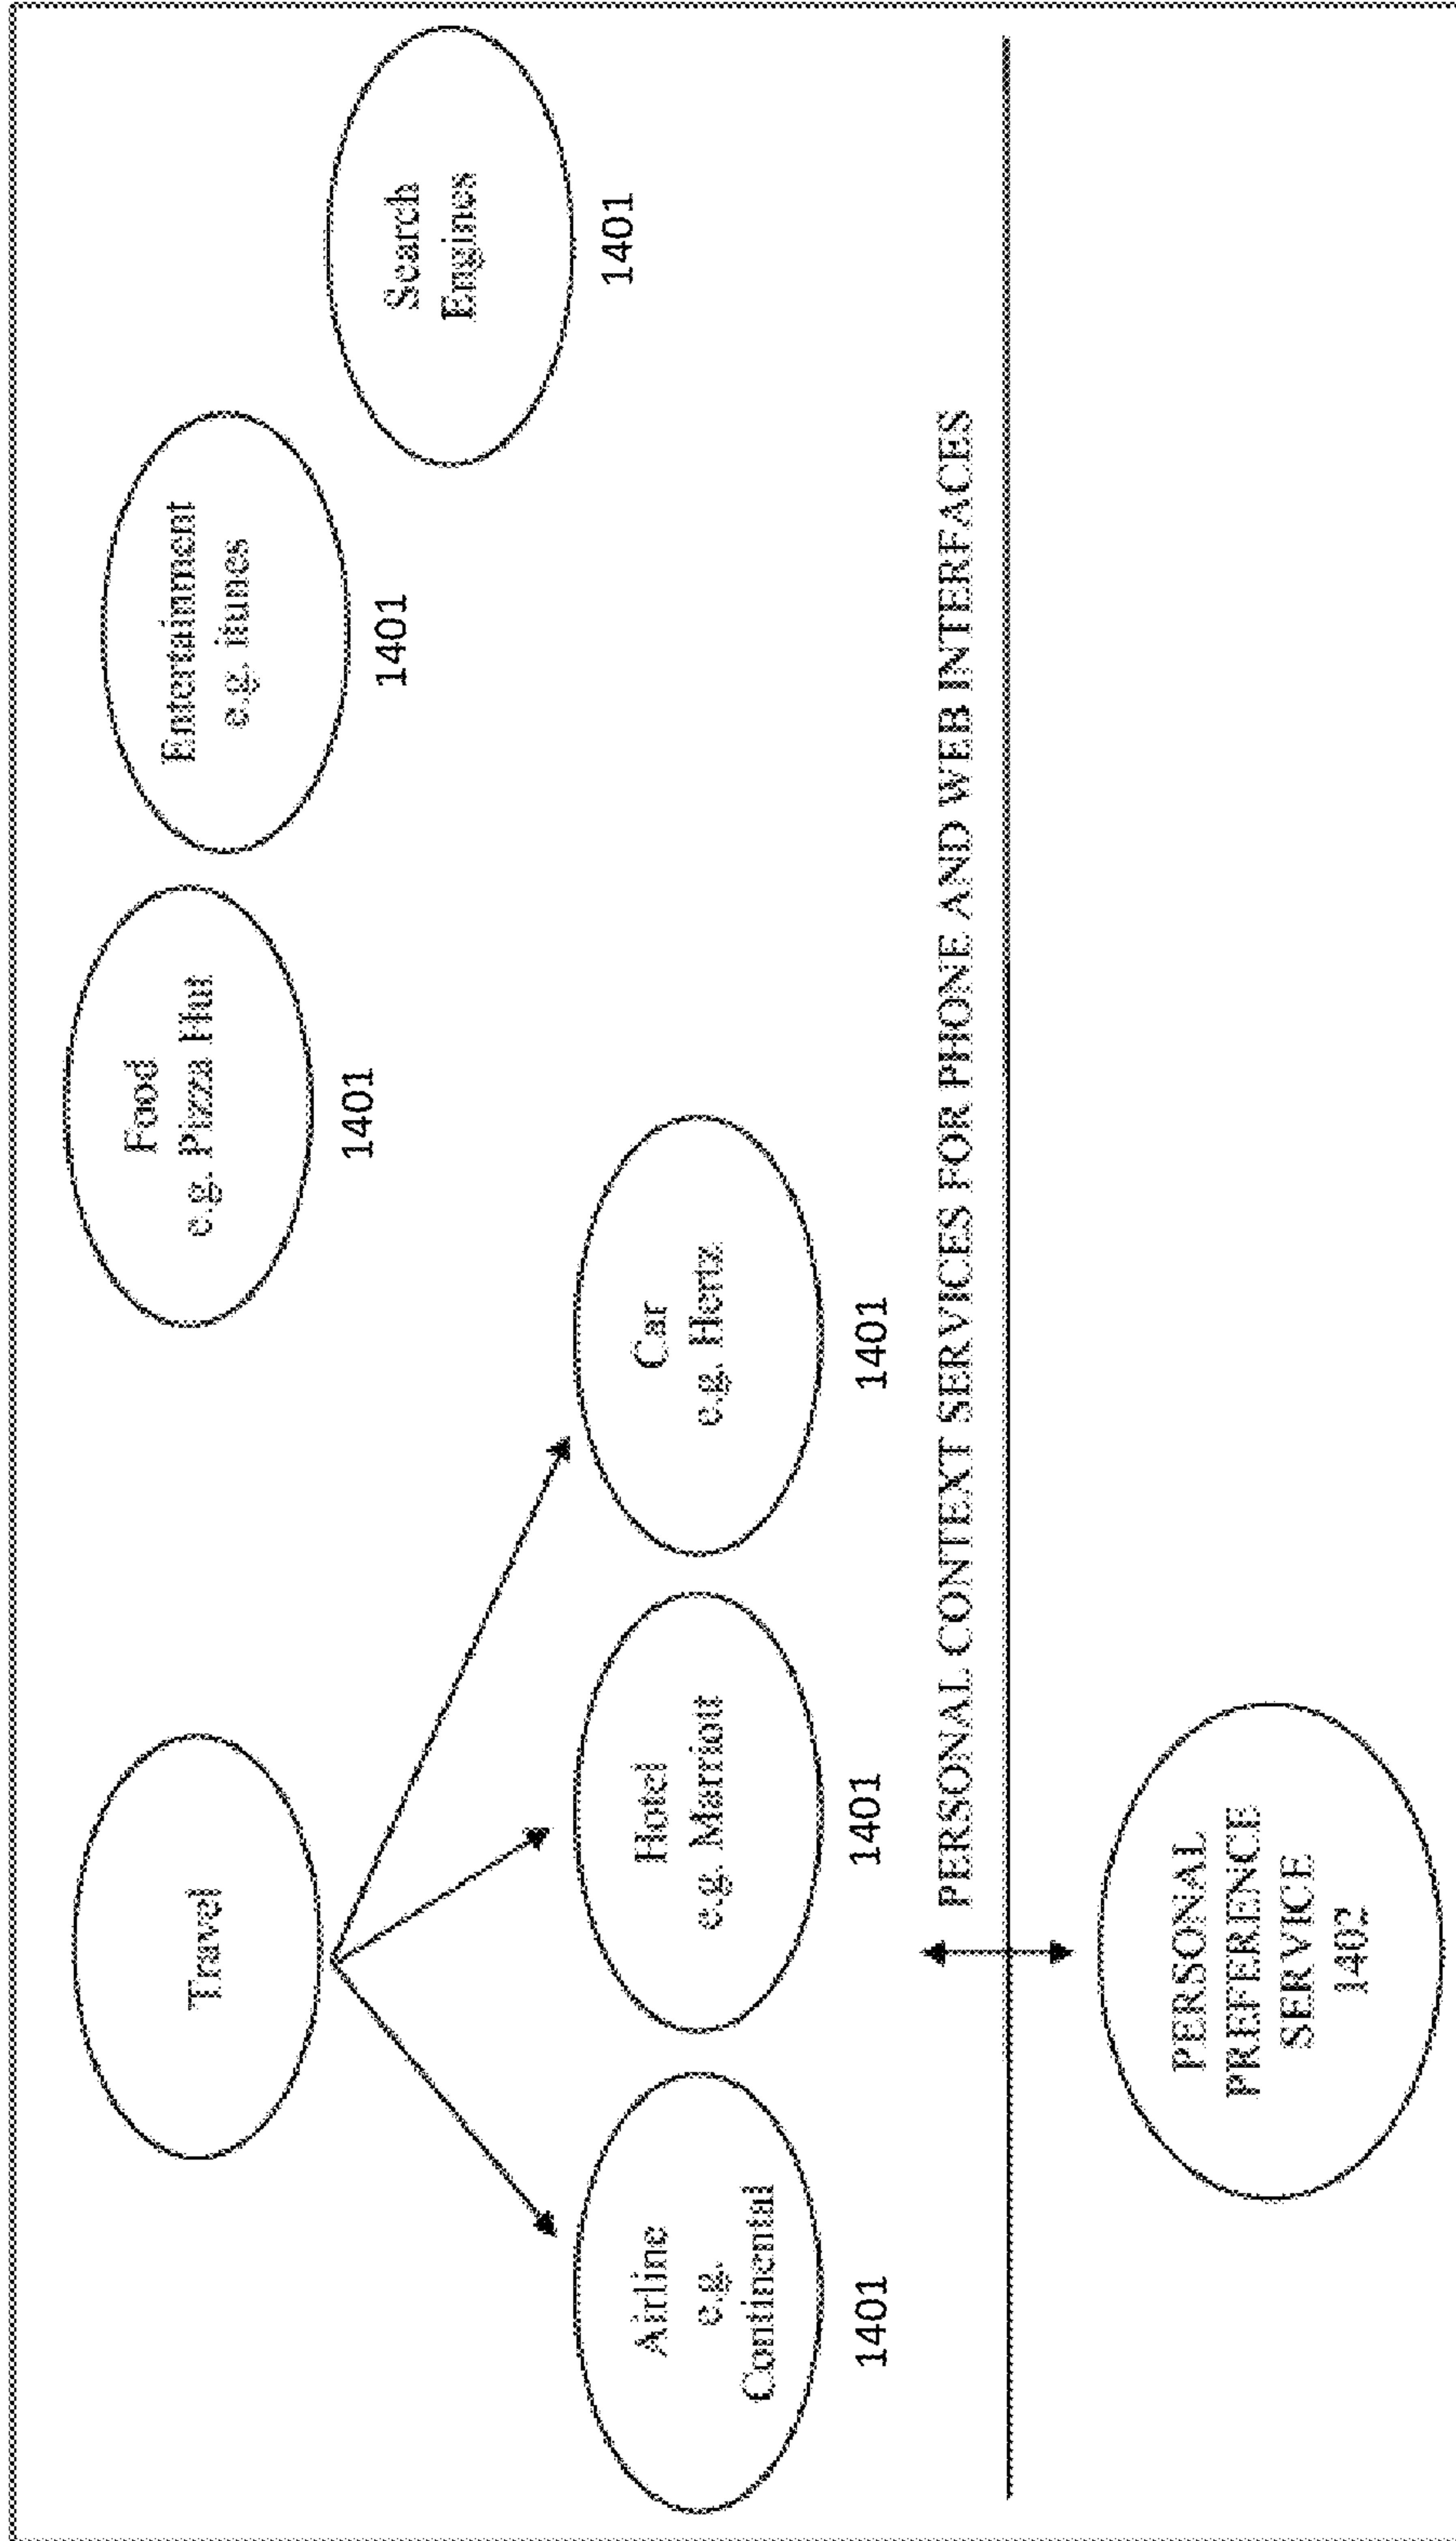 Travel
Food
e.g. Pizza Hut
1401
Entertainment
e.g. itunes
1401
Search
Engines
1401
Airline
e.g.
Continental
1401
Hotel
e.g. Marriott
1401
Car
e.g. Hertz
1401
PERSONAL CONTEXT SERVICES FOR PHONE AND WEB INTERFACES
PERSONAL
PREFERENCE
SERVICE
1402